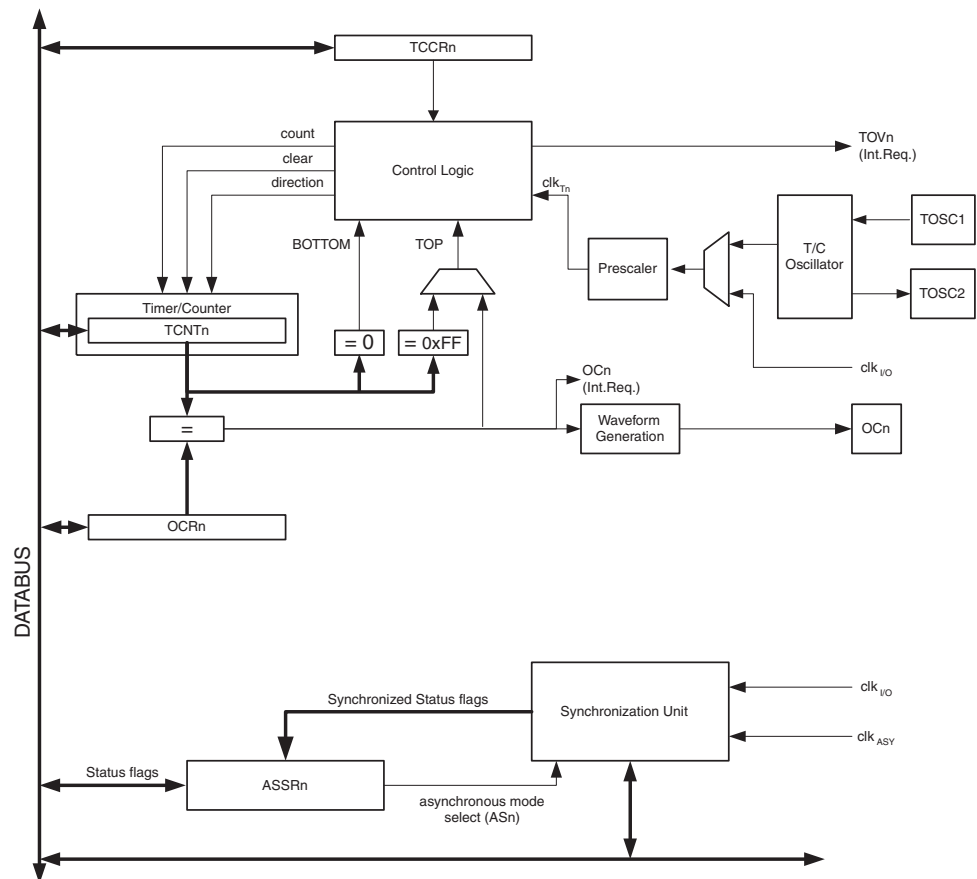 TCCRn
count
clear
direction
Control Logic
TOVn
(Int.Req.)
clkTn
TOSC1
T/C
Oscillator
Prescaler
TOSC2
BOTTOM
TOP
Timer/Counter
TCNTn
= 0
= 0xFF
OCn
(Int.Req.)
clkI/O
=
Waveform
Generation
OCn
OCRn
DATABUS
Synchronized Status flags
Synchronization Unit
clkI/O
clkASY
Status flags
ASSRn
asynchronous mode
select (ASn)